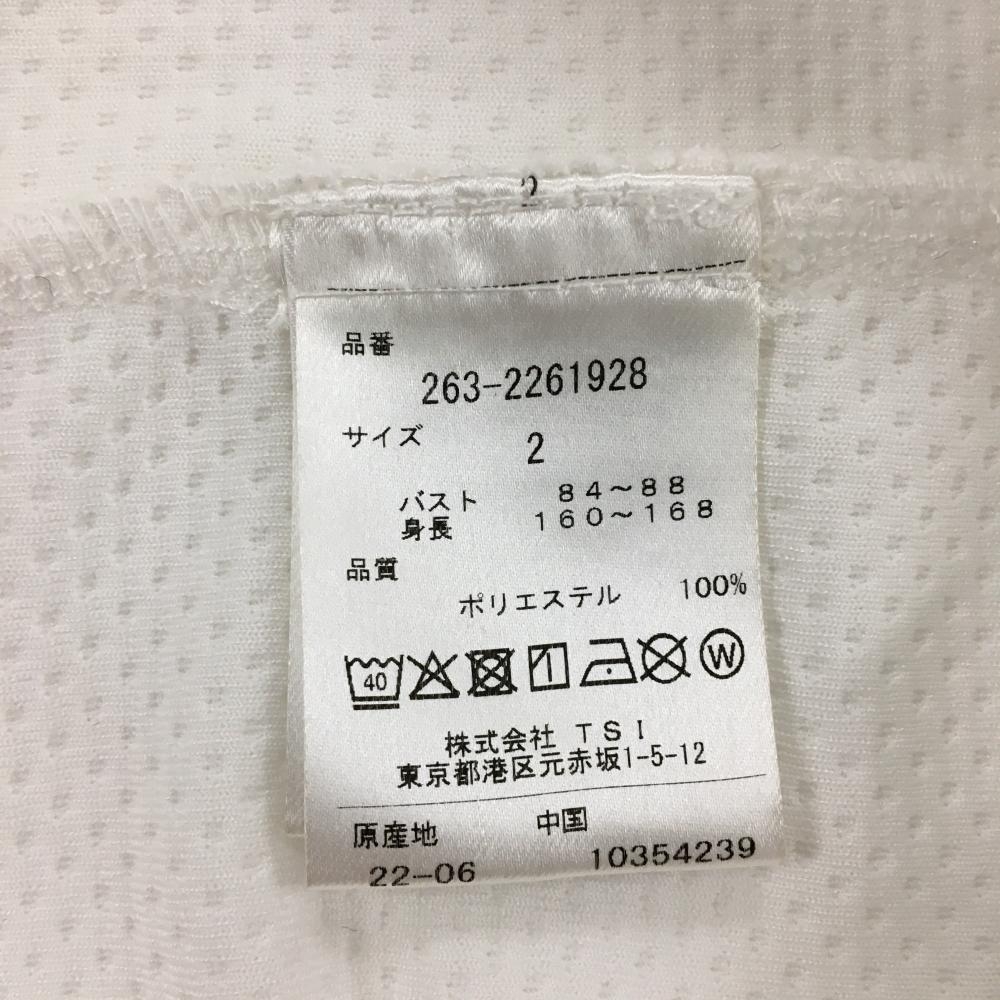 2
品番
263-2261928
サイズ 2
バスト 84~88
身長 160~168
品質
ポリエステル 100%
40 W
株式会社 TSI
東京都港区元赤坂1-5-12
原産地 中国
22-06 10354239